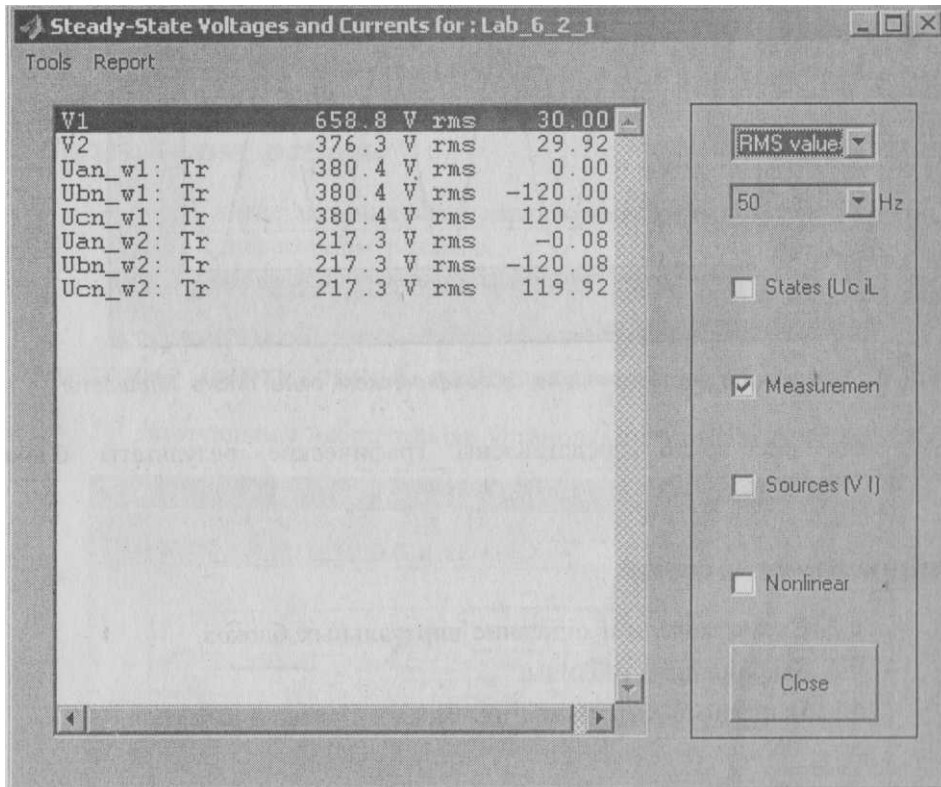 Steady-State Voltages and Currents for : Lab_6_2_1
Tools Report
V1 658.8 V rms 30.00
V2 376.3 V rms 29.92
Uan_w1: Tr 380.4 V rms 0.00
Ubn_w1: Tr 380.4 V rms -120.00
Ucn_w1: Tr 380.4 V rms 120.00
Uan_w2: Tr 217.3 V rms -0.08
Ubn_w2: Tr 217.3 V rms -120.08
Ucn_w2: Tr 217.3 V rms 119.92
RMS value
50 Hz
States (Uc iL
Measuremen
Sources (V I)
Nonlinear
Close